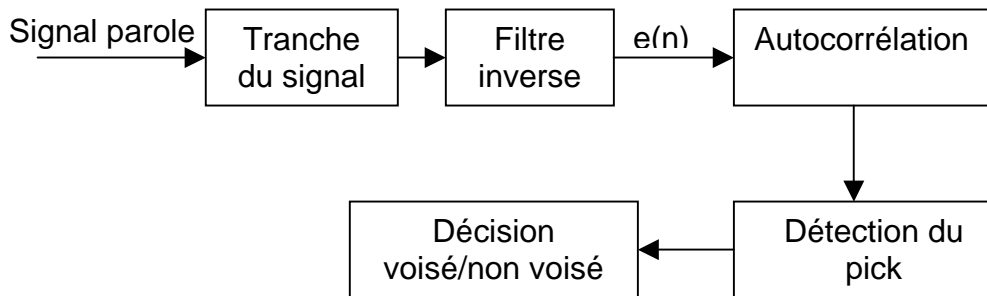 Signal parole
Tranche
du signal
Filtre
inverse
e(n)
Autocorrélation
Détection du
pick
Décision
voisé/non voisé